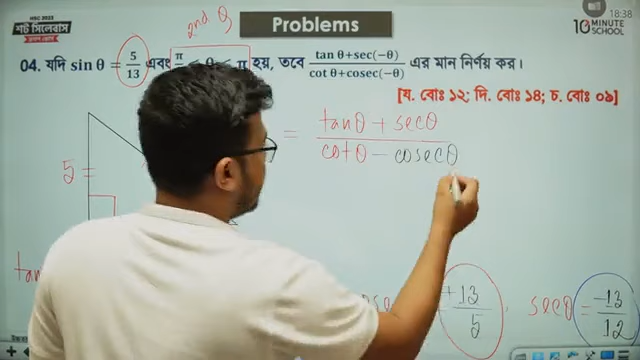 18:38
HSC 2023
শর্ট সিলেবাস
Problems
10 MINUTE SCHOOL
2nd Q
04. যদি sin θ = 5/13 এবং π হয়, তবে (tan θ+sec(−θ))/(cot θ+cosec(−θ)) এর মান নির্ণয় কর।
[য. বোঃ ১২; দি. বোঃ ১৪; চ. বোঃ ০৯]
= (tanθ + secθ)/(cotθ − cosecθ)
5
tan
+13/5, secθ = −13/12